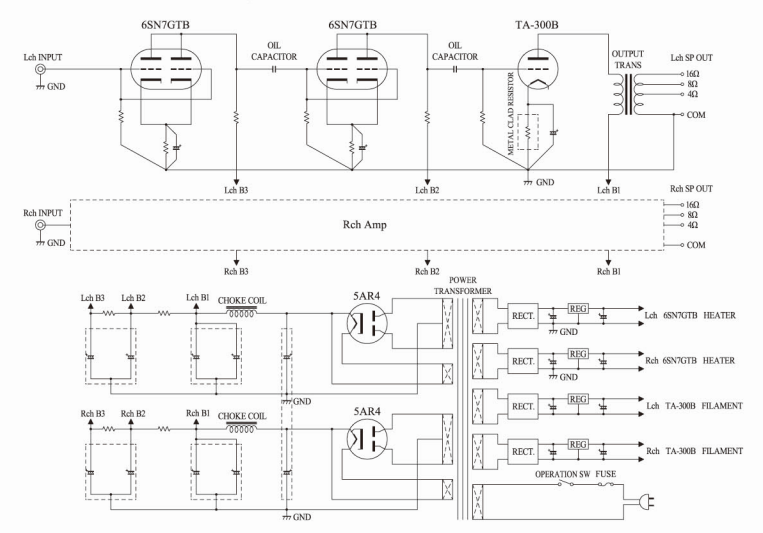 6SN7GTB
6SN7GTB
TA-300B
Lch INPUT
GND
OIL
CAPACITOR
OIL
CAPACITOR
METAL CLAD RESISTOR
OUTPUT
TRANS
Lch SP OUT
16Ω
8Ω
4Ω
COM
GND
Lch B3
Lch B2
Lch B1
Rch INPUT
GND
Rch Amp
Rch SP OUT
16Ω
8Ω
4Ω
COM
Rch B3
Rch B2
Rch B1
Lch B3
Lch B2
Lch B1
CHOKE COIL
5AR4
POWER
TRANSFORMER
RECT.
REG
GND
Lch 6SN7GTB HEATER
RECT.
REG
GND
Rch 6SN7GTB HEATER
GND
RECT.
REG
Lch TA-300B FILAMENT
Rch B3
Rch B2
Rch B1
CHOKE COIL
5AR4
RECT.
REG
Rch TA-300B FILAMENT
OPERATION SW
FUSE
GND